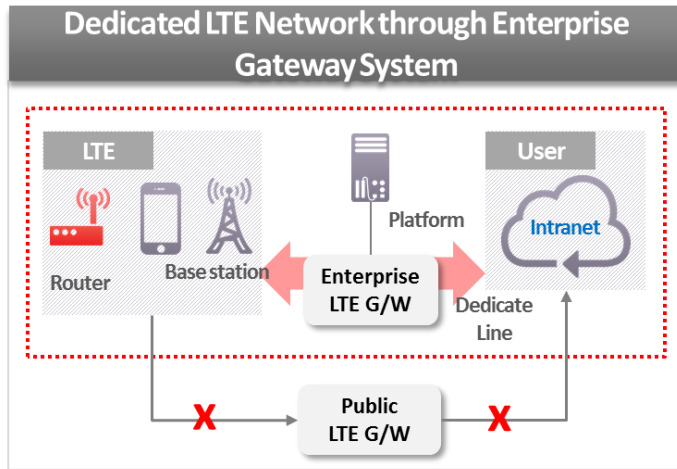 Dedicated LTE Network through Enterprise
Gateway System
LTE
User
Platform
Intranet
Router
Base station
Enterprise
LTE G/W
Dedicate
Line
X
Public
LTE G/W
X